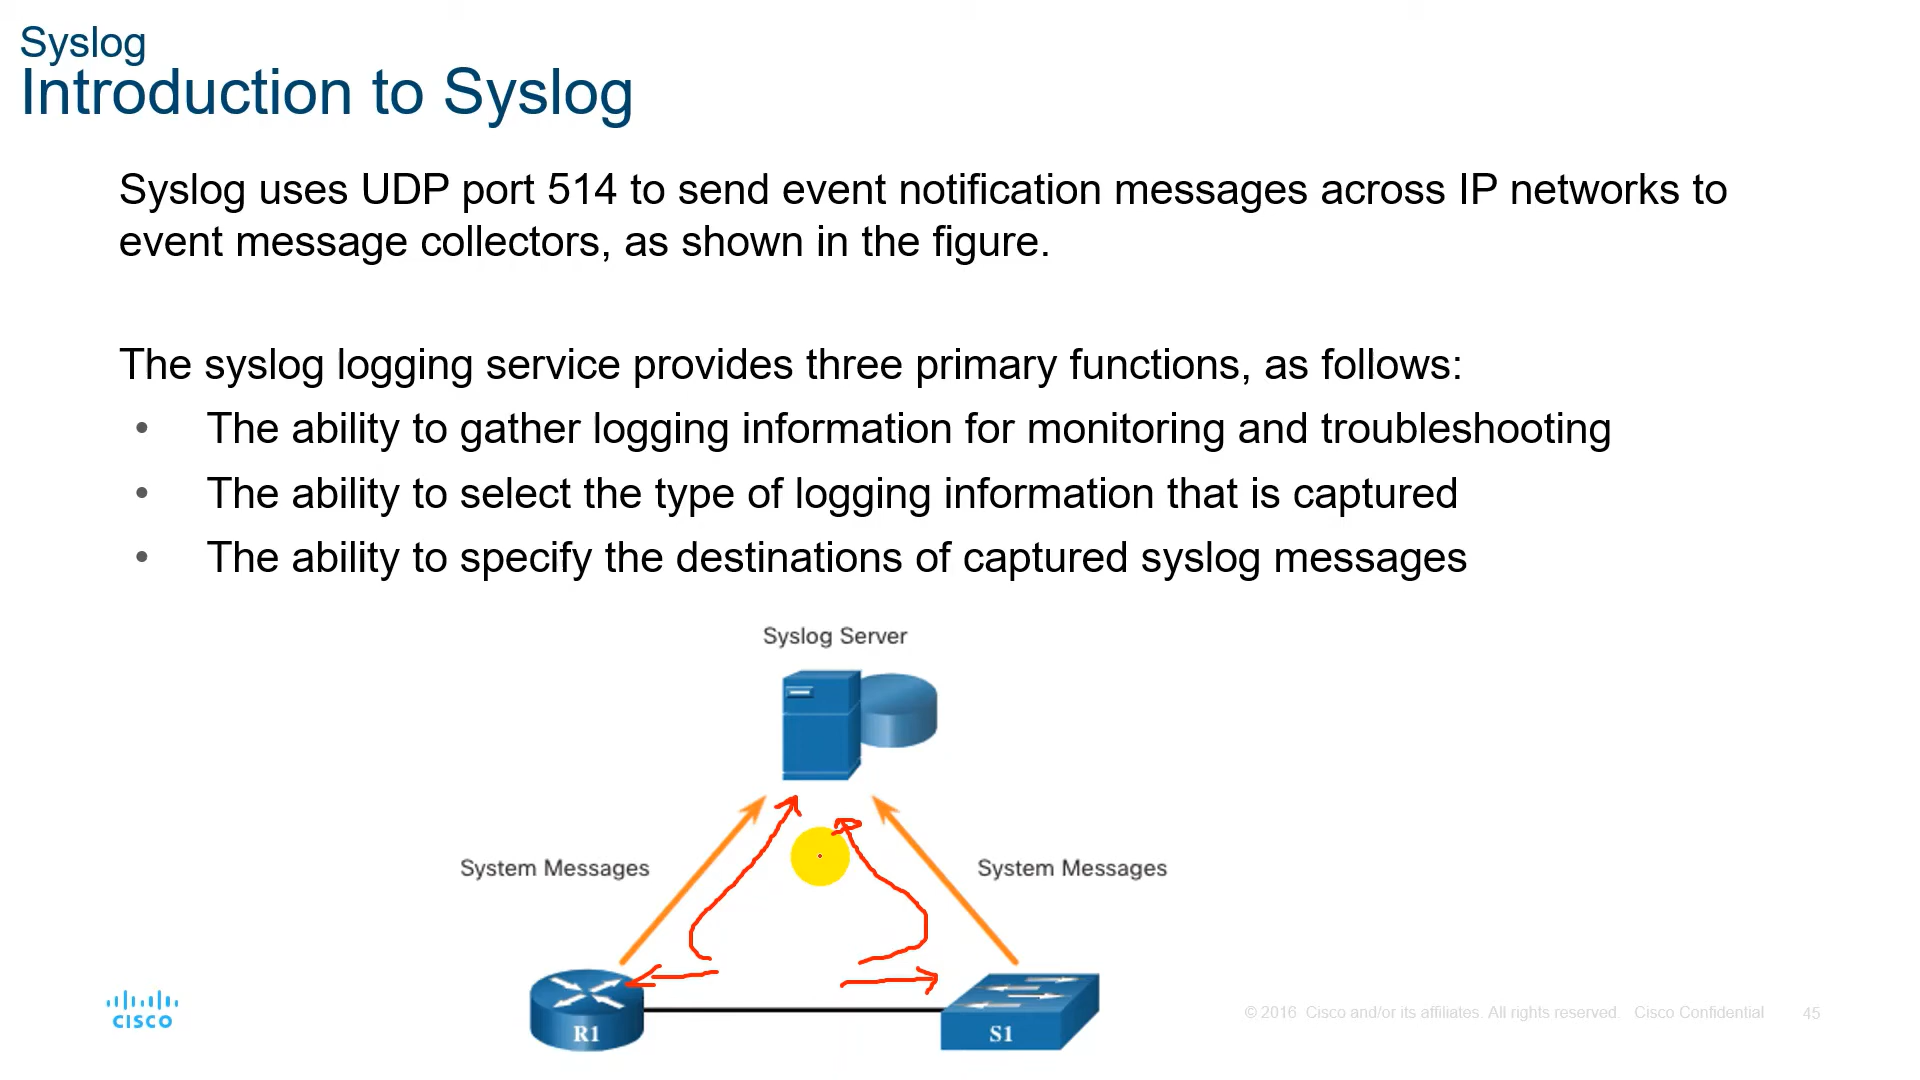 Syslog
Introduction to Syslog
Syslog uses UDP port 514 to send event notification messages across IP networks to
event message collectors, as shown in the figure.
The syslog logging service provides three primary functions, as follows:
• The ability to gather logging information for monitoring and troubleshooting
• The ability to select the type of logging information that is captured
• The ability to specify the destinations of captured syslog messages
Syslog Server
System Messages
System Messages
R1
S1
CISCO
© 2016 Cisco and/or its affiliates. All rights reserved. Cisco Confidential
45